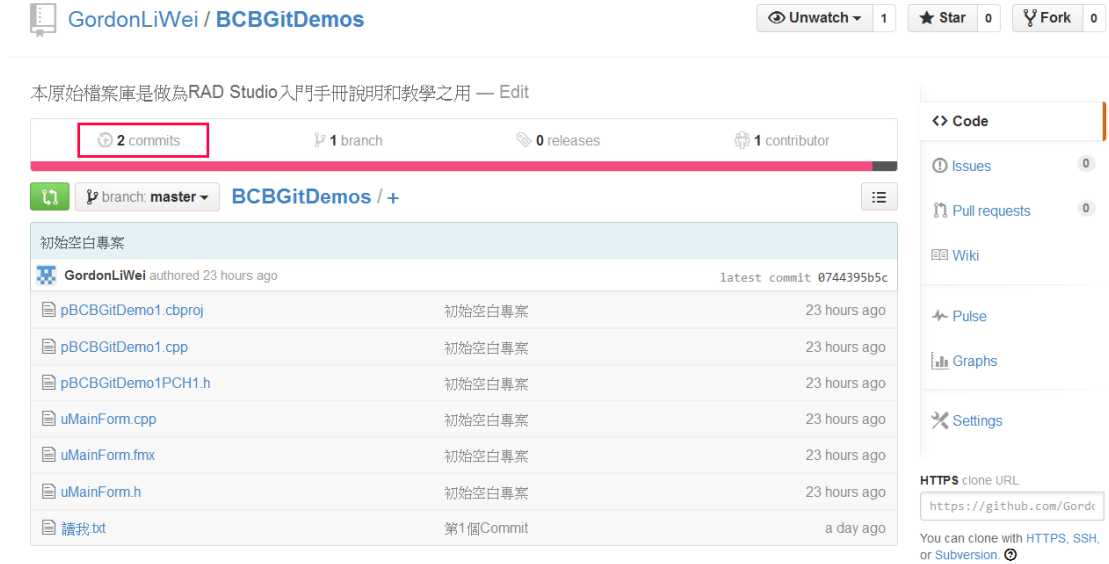 GordonLiWei / BCBGitDemos
Unwatch 1 Star 0 Fork 0
本原始檔案庫是做為RAD Studio入門手冊說明和教學之用 — Edit
2 commits 1 branch 0 releases 1 contributor
branch: master BCBGitDemos / +
初始空白專案
GordonLiWei authored 23 hours ago latest commit 0744395b5c
pBCBGitDemo1.cbproj 初始空白專案 23 hours ago
pBCBGitDemo1.cpp 初始空白專案 23 hours ago
pBCBGitDemo1PCH1.h 初始空白專案 23 hours ago
uMainForm.cpp 初始空白專案 23 hours ago
uMainForm.fmx 初始空白專案 23 hours ago
uMainForm.h 初始空白專案 23 hours ago
讀我.txt 第1個Commit a day ago
Code
Issues 0
Pull requests 0
Wiki
Pulse
Graphs
Settings
HTTPS clone URL
https://github.com/Gordo
You can clone with HTTPS, SSH,
or Subversion.